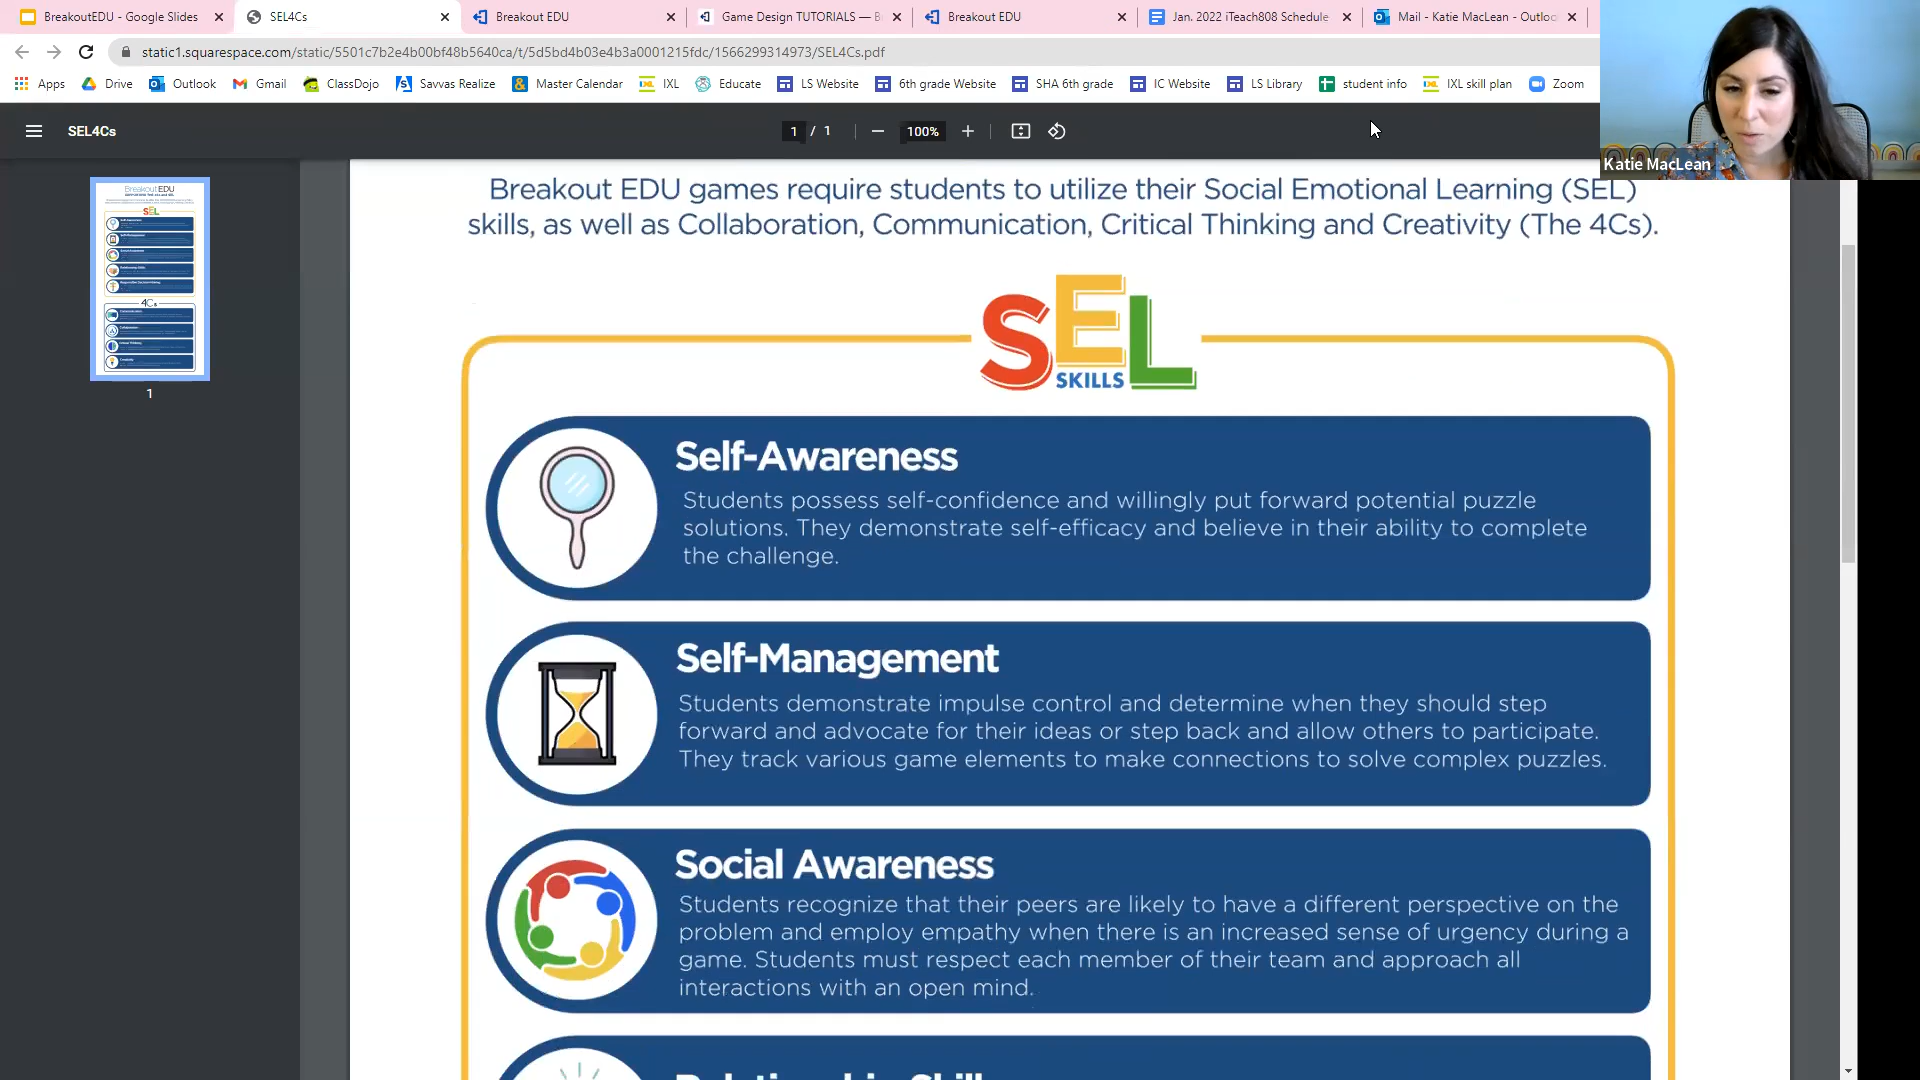 BreakoutEDU - Google Slides
SEL4Cs
Breakout EDU
Game Design TUTORIALS — B
Breakout EDU
Jan. 2022 iTeach808 Schedule
Mail - Katie MacLean - Outlo
static1.squarespace.com/static/5501c7b2e4b00bf48b5640ca/t/5d5bd4b03e4b3a0001215fdc/1566299314973/SEL4Cs.pdf
Apps Drive Outlook Gmail ClassDojo Savvas Realize Master Calendar IXL Educate LS Website 6th grade Website SHA 6th grade IC Website LS Library student info IXL skill plan Zoom
SEL4Cs
1 / 1
100%
Katie MacLean
BreakoutEDU
SEL
4Cs
1
Breakout EDU games require students to utilize their Social Emotional Learning (SEL)
skills, as well as Collaboration, Communication, Critical Thinking and Creativity (The 4Cs).
SEL
SKILLS
Self-Awareness
Students possess self-confidence and willingly put forward potential puzzle
solutions. They demonstrate self-efficacy and believe in their ability to complete
the challenge.
Self-Management
Students demonstrate impulse control and determine when they should step
forward and advocate for their ideas or step back and allow others to participate.
They track various game elements to make connections to solve complex puzzles.
Social Awareness
Students recognize that their peers are likely to have a different perspective on the
problem and employ empathy when there is an increased sense of urgency during a
game. Students must respect each member of their team and approach all
interactions with an open mind.